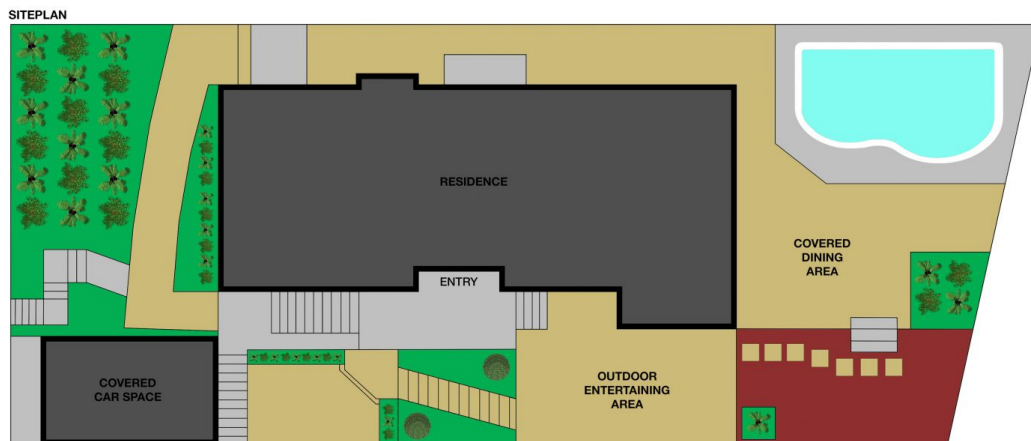 SITEPLAN
RESIDENCE
COVERED
DINING
AREA
ENTRY
COVERED
CAR SPACE
OUTDOOR
ENTERTAINING
AREA